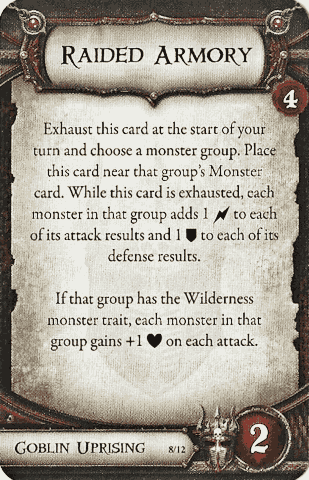 RAIDED ARMORY
4
Exhaust this card at the start of your
turn and choose a monster group. Place
this card near that group's Monster
card. While this card is exhausted, each
monster in that group adds 1 to each
of its attack results and 1 to each of its
defense results.
If that group has the Wilderness
monster trait, each monster in that
group gains +1 on each attack.
GOBLIN UPRISING 8/12 2